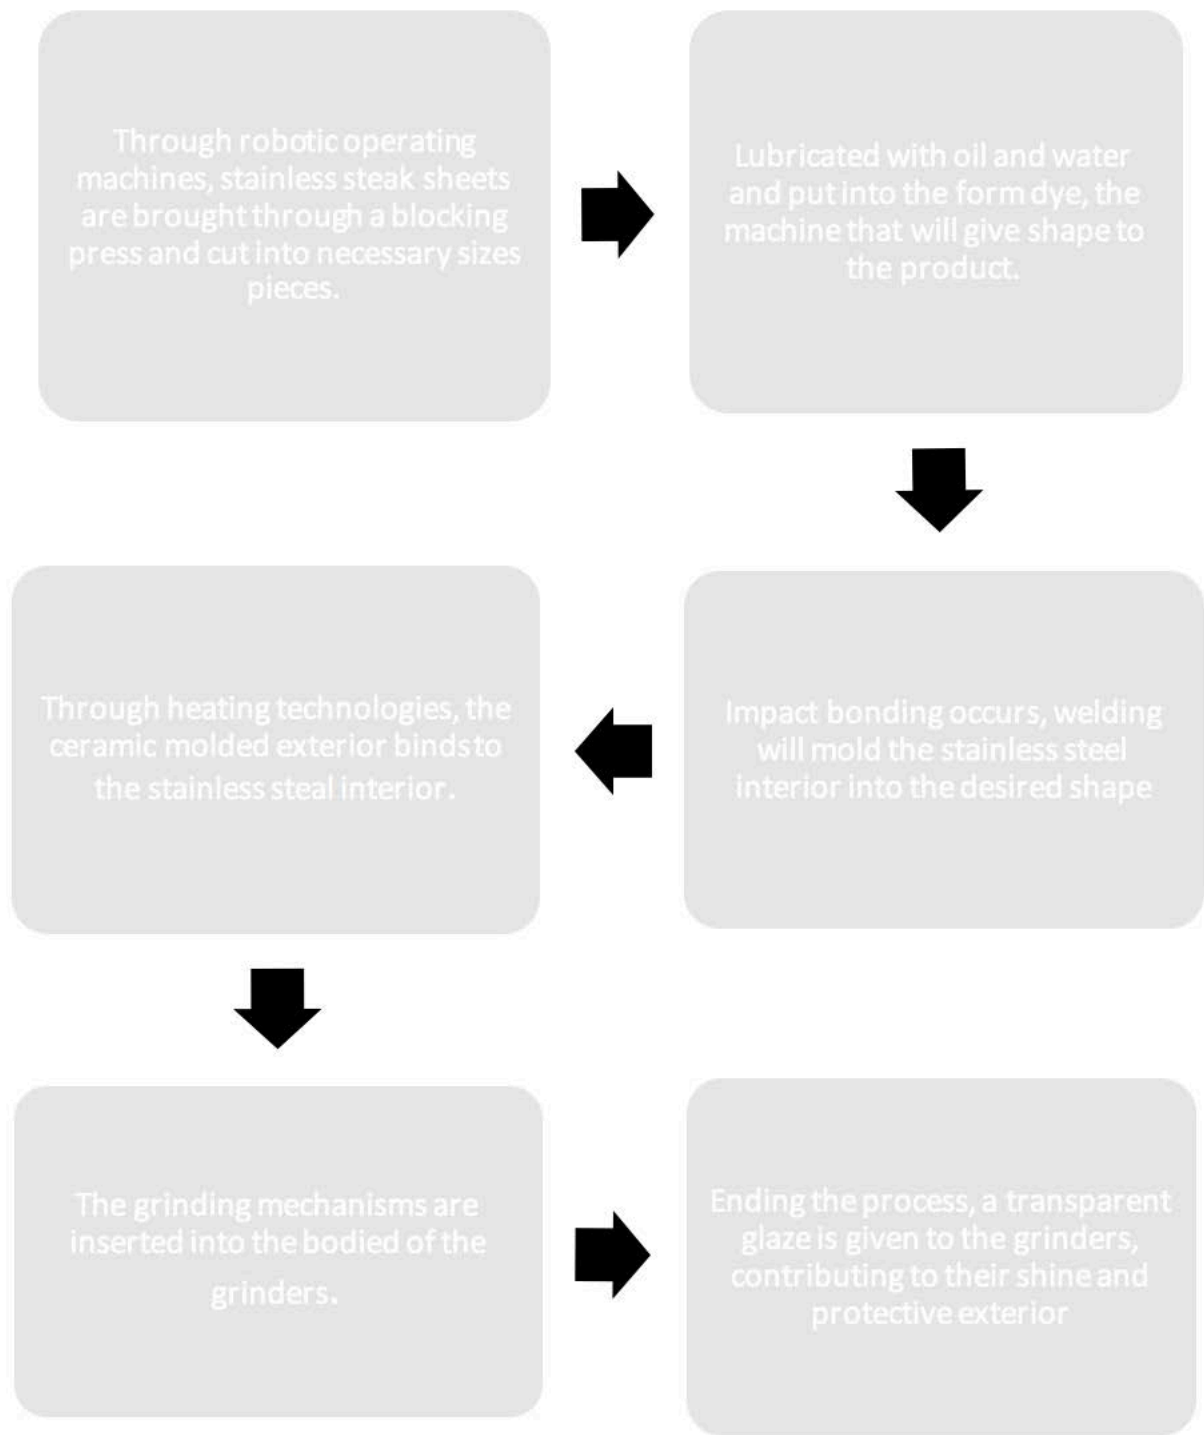 Through robotic operating
machines, stainless steak sheets
are brought through a blocking
press and cut into necessary sizes
pieces.
Lubricated with oil and water
and put into the form dye, the
machine that will give shape to
the product.
Impact bonding occurs, welding
will mold the stainless steel
interior into the desired shape
Through heating technologies, the
ceramic molded exterior binds to
the stainless steal interior.
The grinding mechanisms are
inserted into the bodied of the
grinders.
Ending the process, a transparent
glaze is given to the grinders,
contributing to their shine and
protective exterior